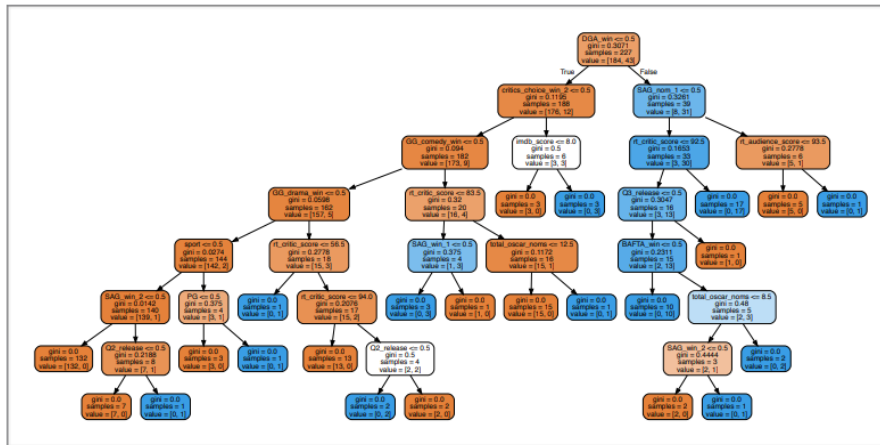 DGA_win <= 0.5
gini = 0.3071
samples = 227
value = [184, 43]
True
False
critics_choice_win_2 <= 0.5
gini = 0.1195
samples = 188
value = [176, 12]
SAG_nom_1 <= 0.5
gini = 0.3261
samples = 39
value = [8, 31]
GG_comedy_win <= 0.5
gini = 0.094
samples = 182
value = [173, 9]
imdb_score <= 8.0
gini = 0.5
samples = 6
value = [3, 3]
rt_critic_score <= 92.5
gini = 0.1653
samples = 33
value = [3, 30]
rt_audience_score <= 93.5
gini = 0.2778
samples = 6
value = [5, 1]
GG_drama_win <= 0.5
gini = 0.0598
samples = 162
value = [157, 5]
rt_critic_score <= 83.5
gini = 0.32
samples = 20
value = [16, 4]
gini = 0.0
samples = 3
value = [3, 0]
gini = 0.0
samples = 3
value = [0, 3]
Q3_release <= 0.5
gini = 0.3047
samples = 16
value = [3, 13]
gini = 0.0
samples = 17
value = [0, 17]
gini = 0.0
samples = 5
value = [5, 0]
gini = 0.0
samples = 1
value = [0, 1]
sport <= 0.5
gini = 0.0274
samples = 144
value = [142, 2]
rt_critic_score <= 56.5
gini = 0.2778
samples = 18
value = [15, 3]
SAG_win_1 <= 0.5
gini = 0.375
samples = 4
value = [1, 3]
total_oscar_noms <= 12.5
gini = 0.1172
samples = 16
value = [15, 1]
BAFTA_win <= 0.5
gini = 0.2311
samples = 15
value = [2, 13]
gini = 0.0
samples = 1
value = [1, 0]
SAG_win_2 <= 0.5
gini = 0.0142
samples = 140
value = [139, 1]
PG <= 0.5
gini = 0.375
samples = 4
value = [3, 1]
gini = 0.0
samples = 1
value = [0, 1]
rt_critic_score <= 94.0
gini = 0.2076
samples = 17
value = [15, 2]
gini = 0.0
samples = 3
value = [0, 3]
gini = 0.0
samples = 1
value = [1, 0]
gini = 0.0
samples = 15
value = [15, 0]
gini = 0.0
samples = 1
value = [0, 1]
gini = 0.0
samples = 10
value = [0, 10]
total_oscar_noms <= 8.5
gini = 0.48
samples = 5
value = [2, 3]
gini = 0.0
samples = 132
value = [132, 0]
Q2_release <= 0.5
gini = 0.2188
samples = 8
value = [7, 1]
gini = 0.0
samples = 3
value = [3, 0]
gini = 0.0
samples = 1
value = [0, 1]
gini = 0.0
samples = 13
value = [13, 0]
Q2_release <= 0.5
gini = 0.5
samples = 4
value = [2, 2]
SAG_win_2 <= 0.5
gini = 0.4444
samples = 3
value = [2, 1]
gini = 0.0
samples = 2
value = [0, 2]
gini = 0.0
samples = 7
value = [7, 0]
gini = 0.0
samples = 1
value = [0, 1]
gini = 0.0
samples = 2
value = [0, 2]
gini = 0.0
samples = 2
value = [2, 0]
gini = 0.0
samples = 2
value = [2, 0]
gini = 0.0
samples = 1
value = [0, 1]